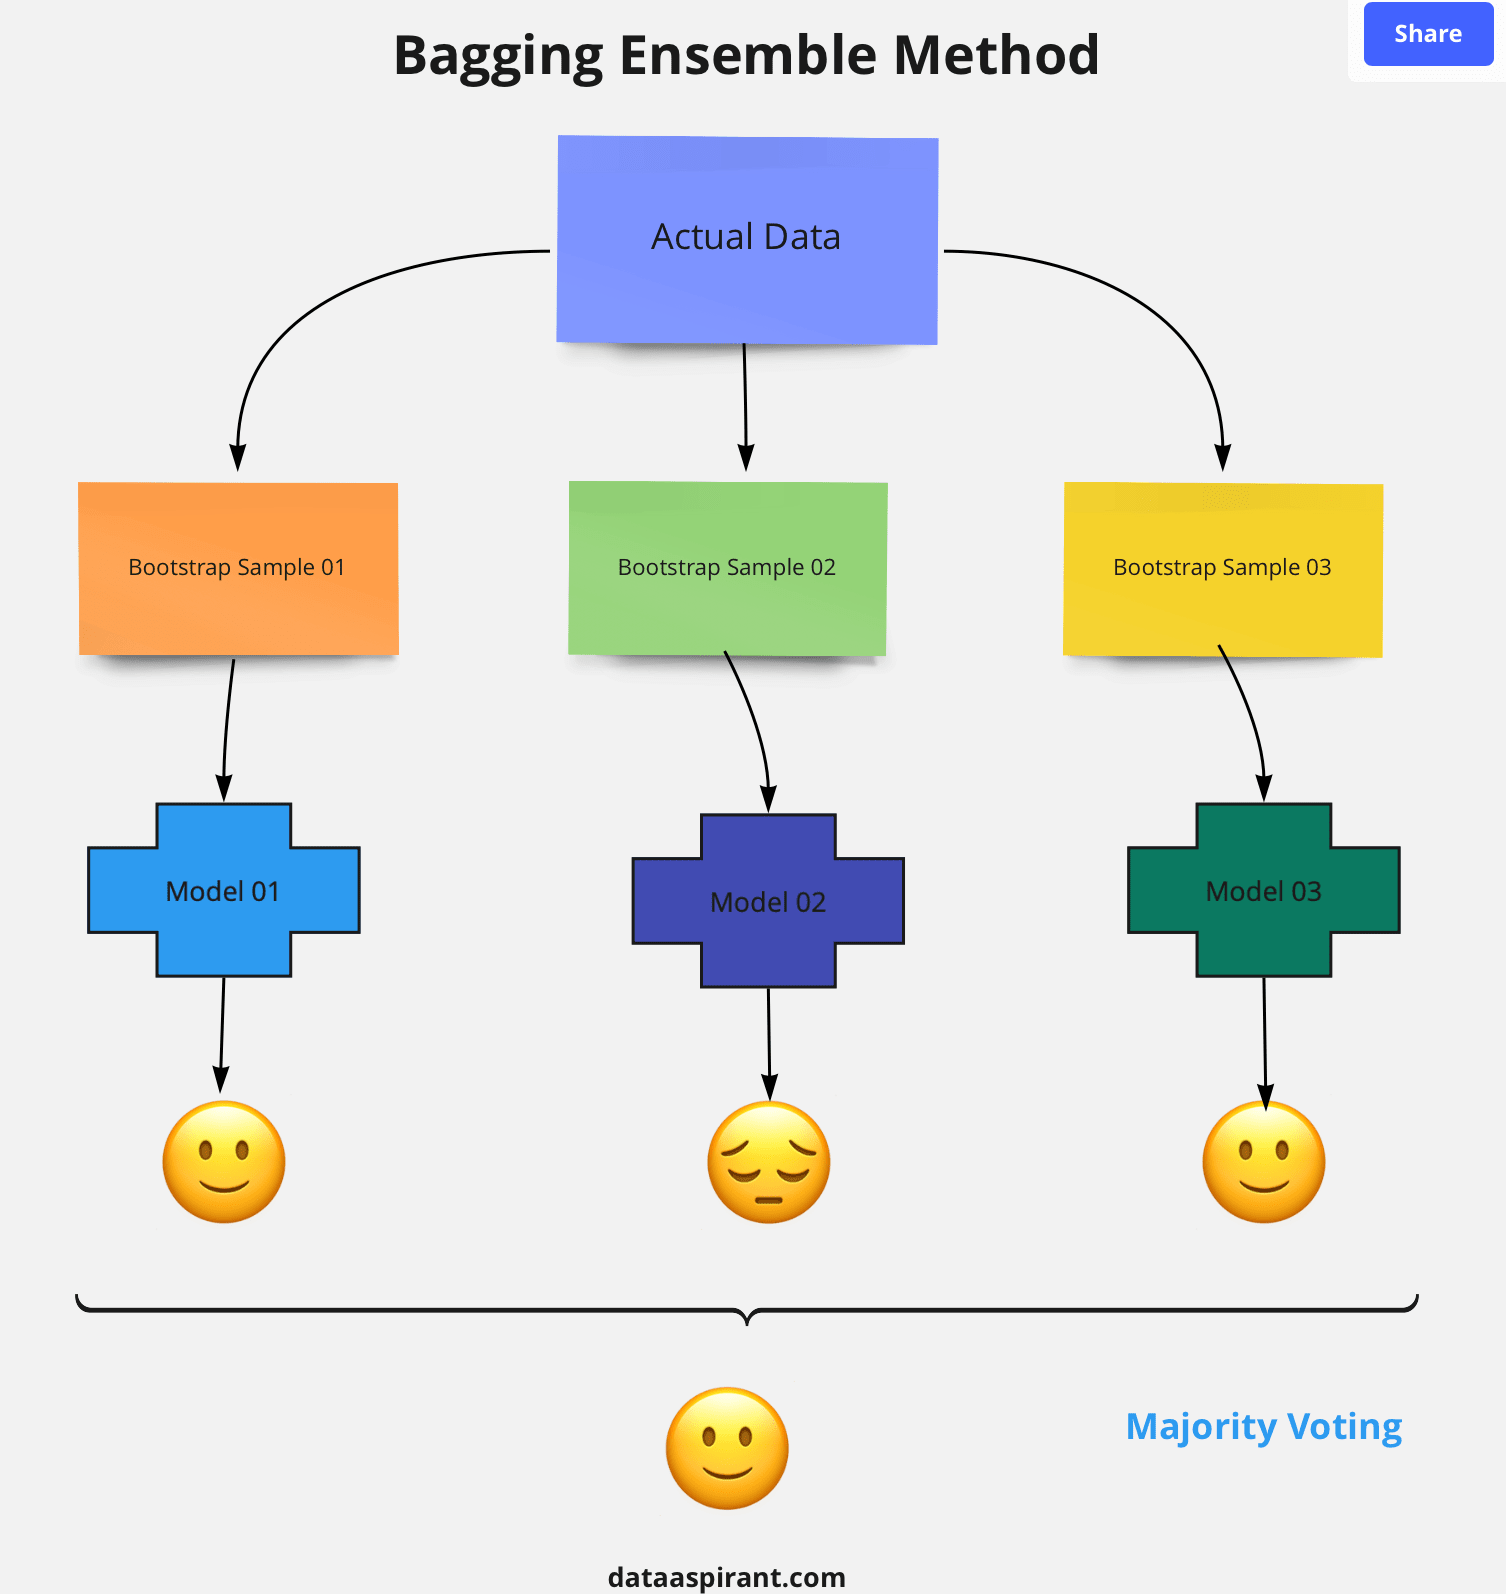 Bagging Ensemble Method
Share
Actual Data
Bootstrap Sample 01
Bootstrap Sample 02
Bootstrap Sample 03
Model 01
Model 02
Model 03
Majority Voting
dataaspirant.com